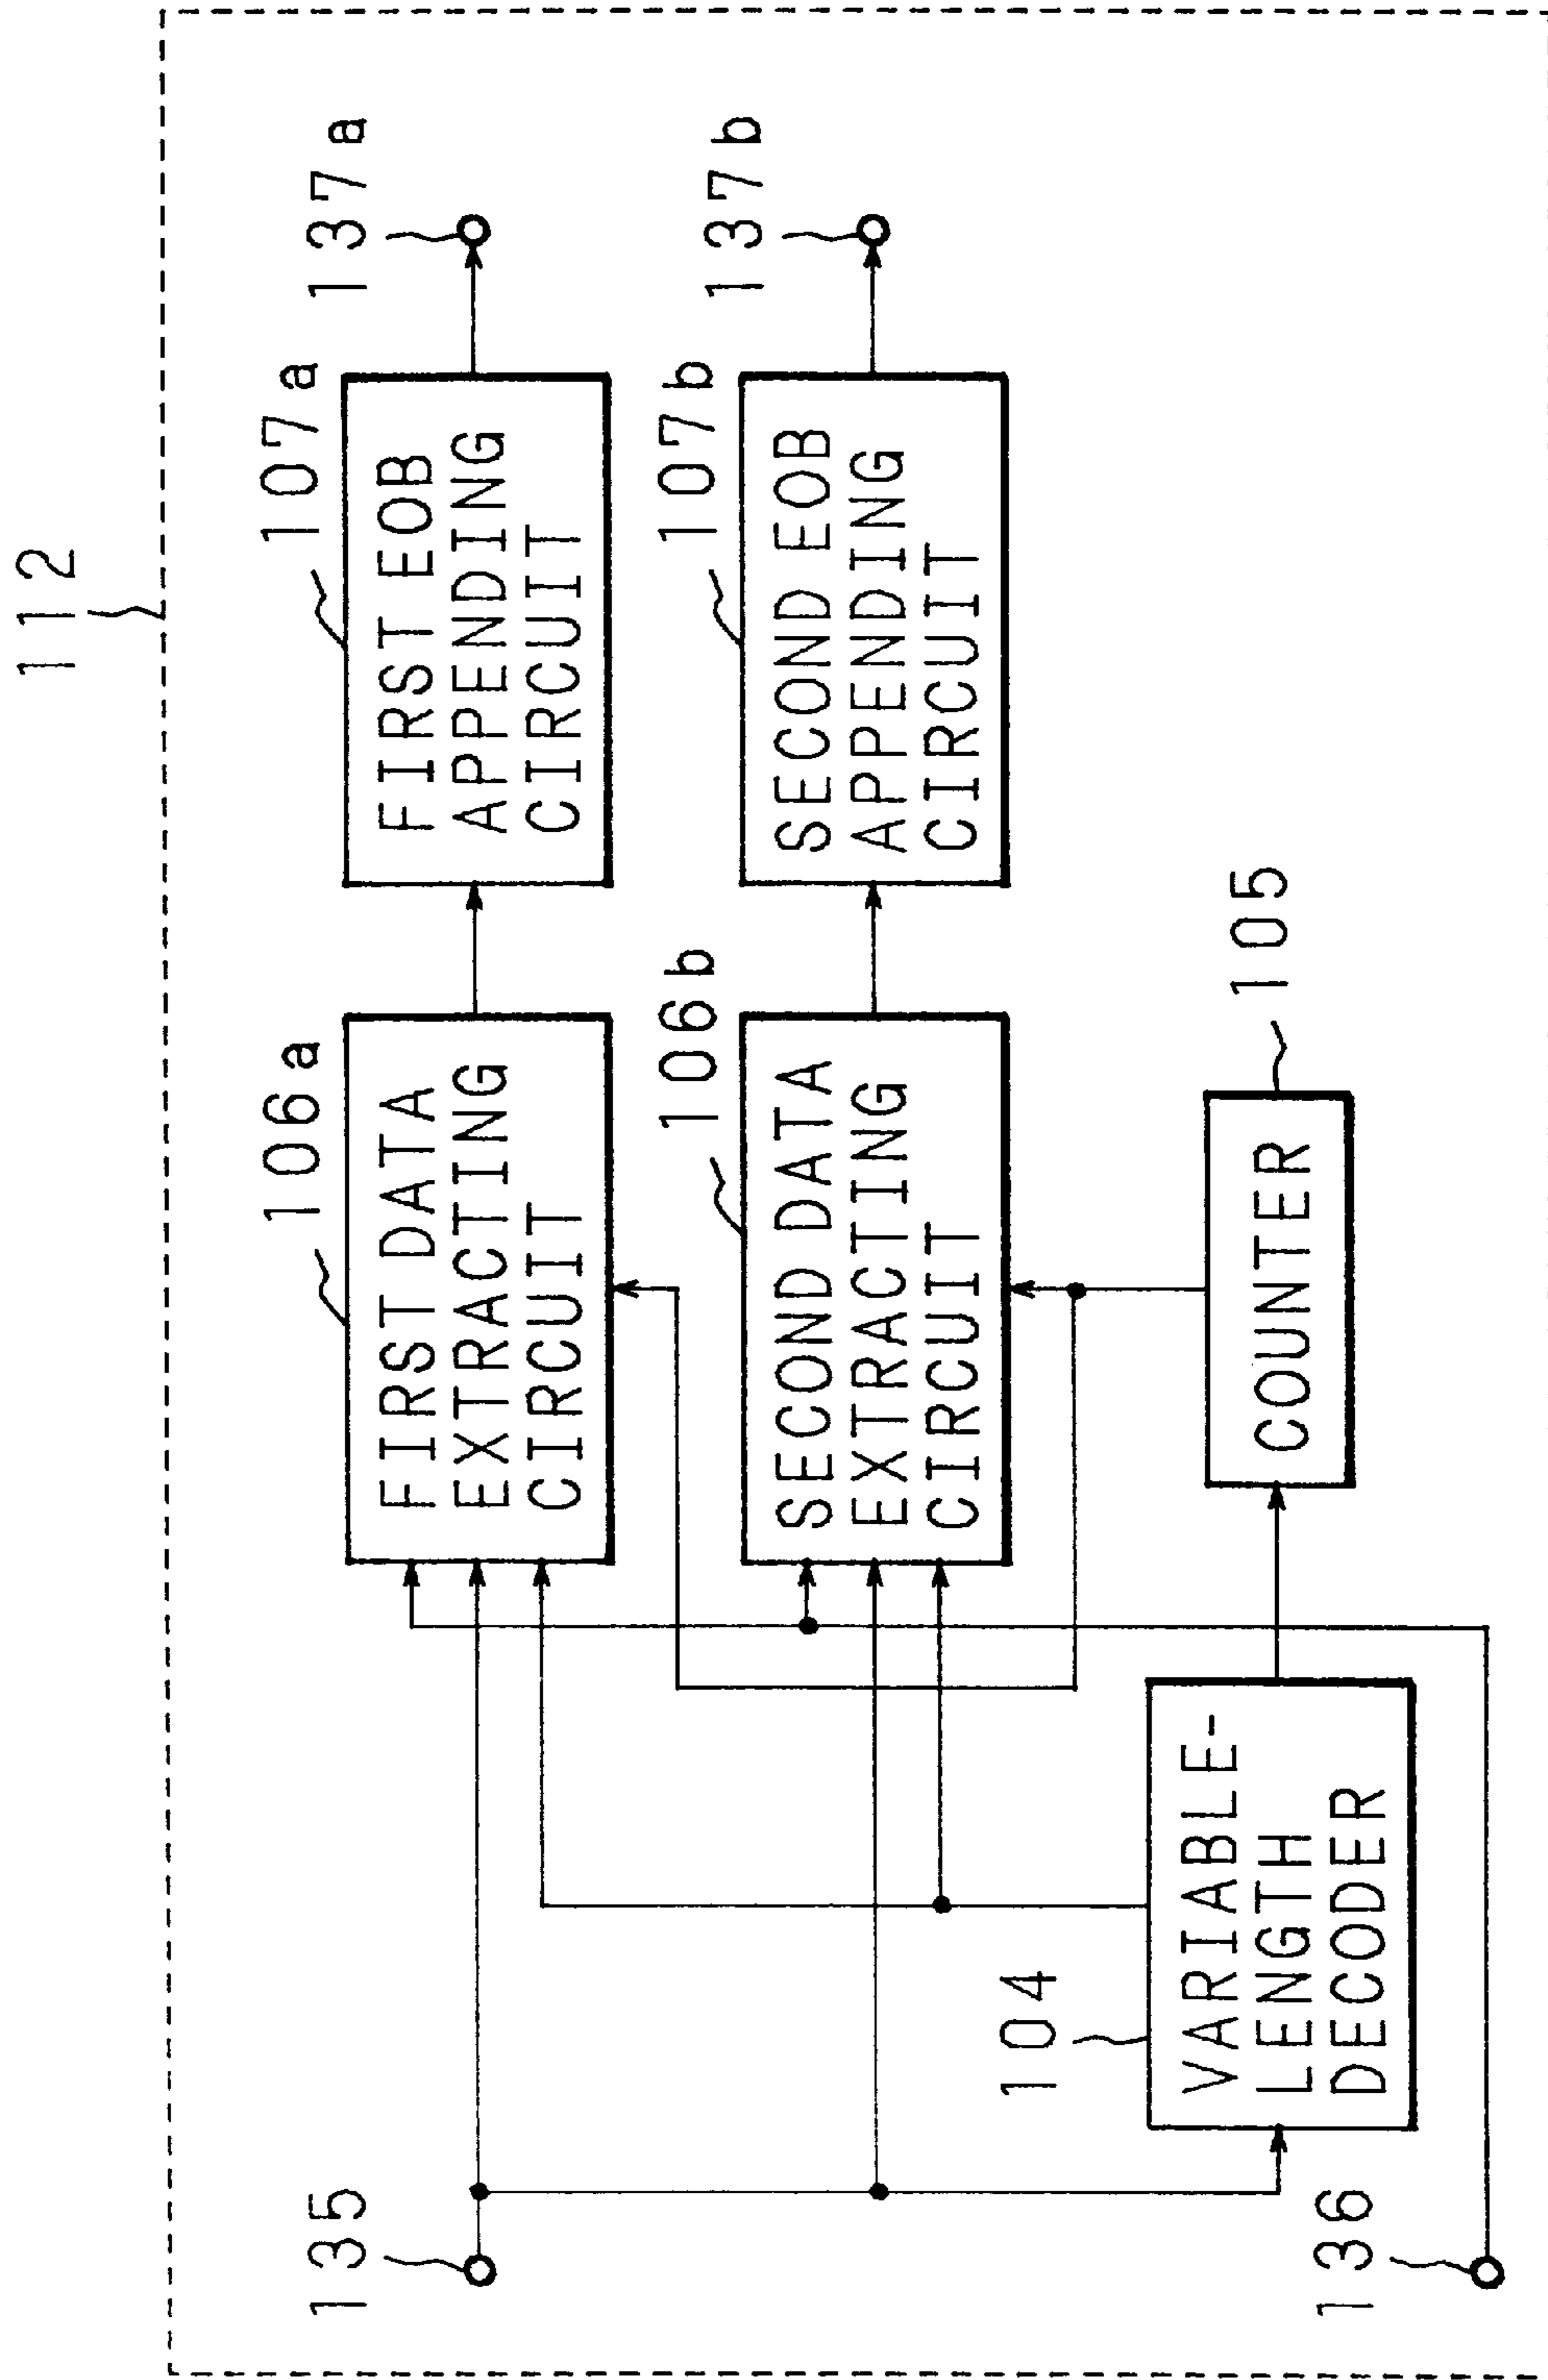 112
107a
137a
FIRST EOB
APPENDING
CIRCUIT
106a
FIRST DATA
EXTRACTING
CIRCUIT
135
107b
137b
SECOND EOB
APPENDING
CIRCUIT
106b
SECOND DATA
EXTRACTING
CIRCUIT
105
COUNTER
104
VARIABLE-
LENGTH
DECODER
136